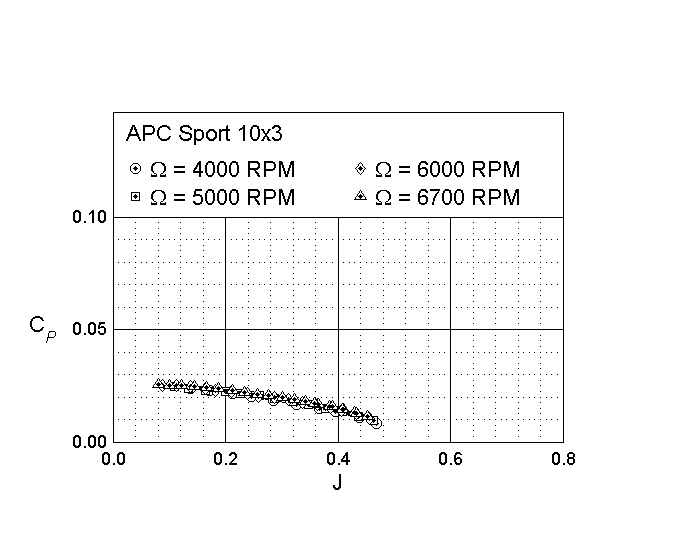 APC Sport 10x3
Ω = 4000 RPM Ω = 6000 RPM
Ω = 5000 RPM Ω = 6700 RPM
0.10
0.05
C_P
0.00
0.0 0.2 0.4 0.6 0.8
J